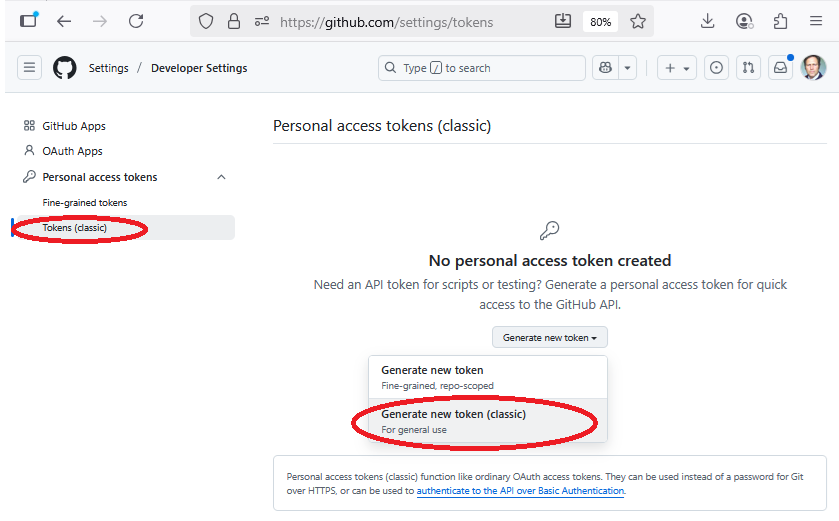 https://github.com/settings/tokens
80%
Settings / Developer Settings
Type / to search
GitHub Apps
OAuth Apps
Personal access tokens
Fine-grained tokens
Tokens (classic)
Personal access tokens (classic)
No personal access token created
Need an API token for scripts or testing? Generate a personal access token for quick
access to the GitHub API.
Generate new token
Generate new token
Fine-grained, repo-scoped
Generate new token (classic)
For general use
Personal access tokens (classic) function like ordinary OAuth access tokens. They can be used instead of a password for Git
over HTTPS, or can be used to authenticate to the API over Basic Authentication.